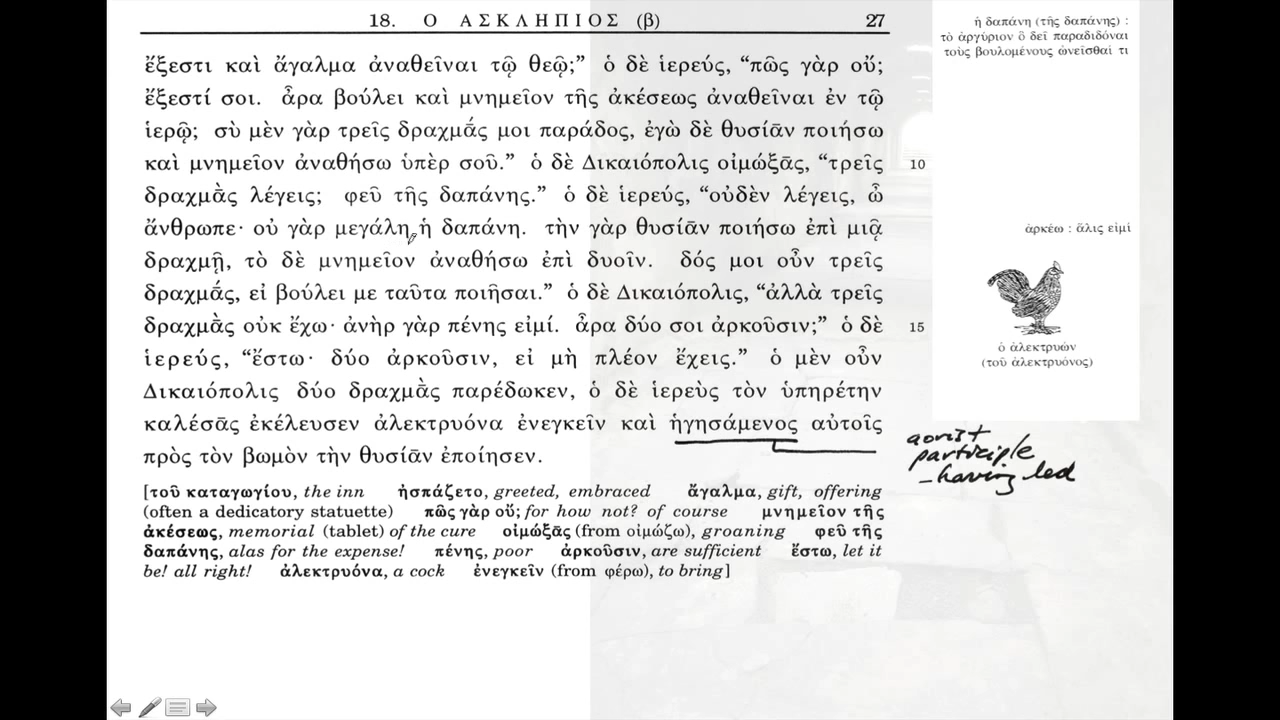 18. Ο ΑΣΚΛΗΠΙΟΣ (β) 27
ἔξεστι καὶ ἄγαλμα ἀναθεῖναι τῷ θεῷ;” ὁ δὲ ἱερεύς, “πῶς γὰρ οὔ;
ἔξεστί σοι. ἆρα βούλει καὶ μνημεῖον τῆς ἀκέσεως ἀναθεῖναι ἐν τῷ
ἱερῷ; σὺ μὲν γὰρ τρεῖς δραχμᾱ́ς μοι παράδος, ἐγὼ δὲ θυσίᾱν ποιήσω
καὶ μνημεῖον ἀναθήσω ὑπὲρ σοῦ.” ὁ δὲ Δικαιόπολις οἰμώξᾱς, “τρεῖς
δραχμᾱ̀ς λέγεις; φεῦ τῆς δαπάνης.” ὁ δὲ ἱερεύς, “οὐδὲν λέγεις, ὦ
ἄνθρωπε· οὐ γὰρ μεγάλη ἡ δαπάνη. τὴν γὰρ θυσίᾱν ποιήσω ἐπὶ μιᾷ
δραχμῇ, τὸ δὲ μνημεῖον ἀναθήσω ἐπὶ δυοῖν. δός μοι οὖν τρεῖς
δραχμᾱ́ς, εἰ βούλει με ταῦτα ποιῆσαι.” ὁ δὲ Δικαιόπολις, “ἀλλὰ τρεῖς
δραχμᾱ̀ς οὐκ ἔχω· ἀνὴρ γὰρ πένης εἰμί. ἆρα δύο σοι ἀρκοῦσιν;” ὁ δὲ
ἱερεύς, “ἔστω· δύο ἀρκοῦσιν, εἰ μὴ πλέον ἔχεις.” ὁ μὲν οὖν
Δικαιόπολις δύο δραχμᾱ̀ς παρέδωκεν, ὁ δὲ ἱερεὺς τὸν ὑπηρέτην
καλέσᾱς ἐκέλευσεν ἀλεκτρυόνα ἐνεγκεῖν καὶ ἡγησάμενος αὐτοῖς
πρὸς τὸν βωμὸν τὴν θυσίᾱν ἐποίησεν.
10
15
[τοῦ καταγωγίου, the inn ἠσπάζετο, greeted, embraced ἄγαλμα, gift, offering
(often a dedicatory statuette) πῶς γὰρ οὔ; for how not? of course μνημεῖον τῆς
ἀκέσεως, memorial (tablet) of the cure οἰμώξᾱς (from οἰμώζω), groaning φεῦ τῆς
δαπάνης, alas for the expense! πένης, poor ἀρκοῦσιν, are sufficient ἔστω, let it
be! all right! ἀλεκτρυόνα, a cock ἐνεγκεῖν (from φέρω), to bring]
ἡ δαπάνη (τῆς δαπάνης) :
τὸ ἀργύριον ὃ δεῖ παραδιδόναι
τοὺς βουλομένους ὠνεῖσθαί τι
ἀρκέω : ἅλις εἰμί
ὁ ἀλεκτρυών
(τοῦ ἀλεκτρυόνος)
aorist
participle
– having led